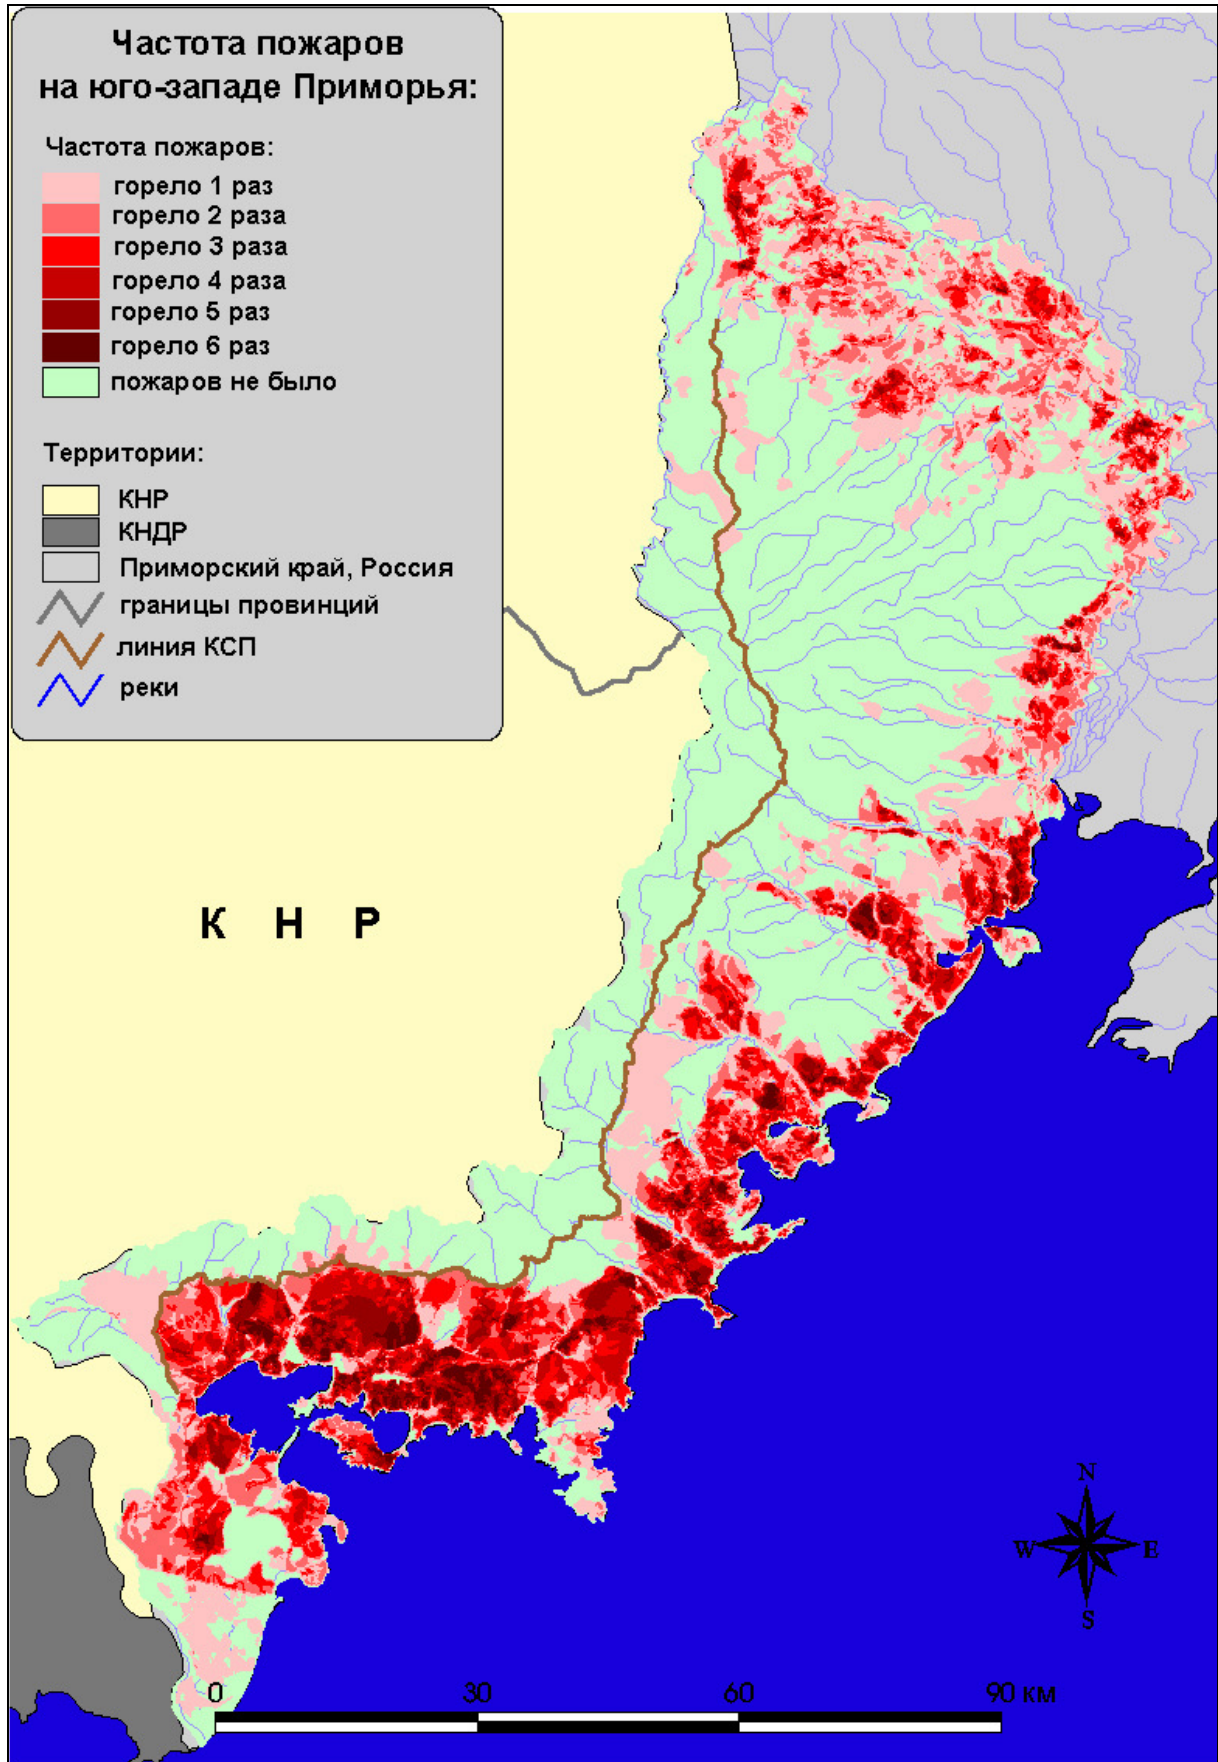 Частота пожаров
на юго-западе Приморья:
Частота пожаров:
горело 1 раз
горело 2 раза
горело 3 раза
горело 4 раза
горело 5 раз
горело 6 раз
пожаров не было
Территории:
КНР
КНДР
Приморский край, Россия
границы провинций
линия КСП
реки
К Н Р
N
W E
S
0 30 60 90 км